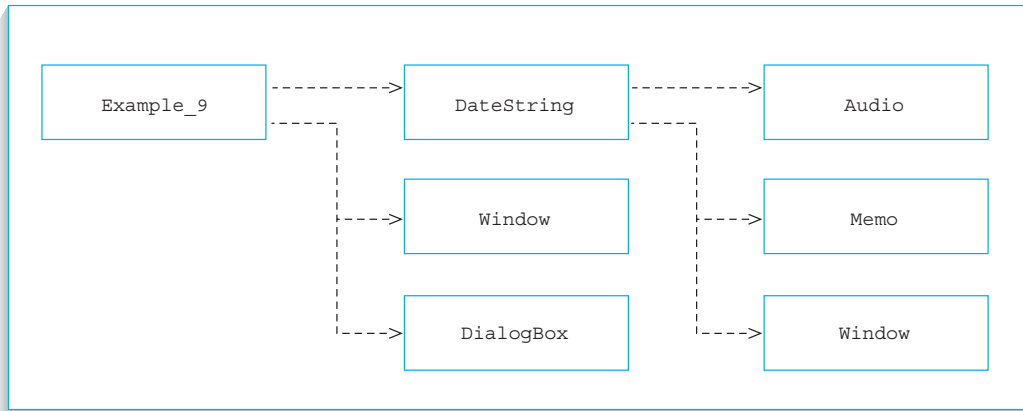 Example_9
DateString
Audio
Window
Memo
DialogBox
Window